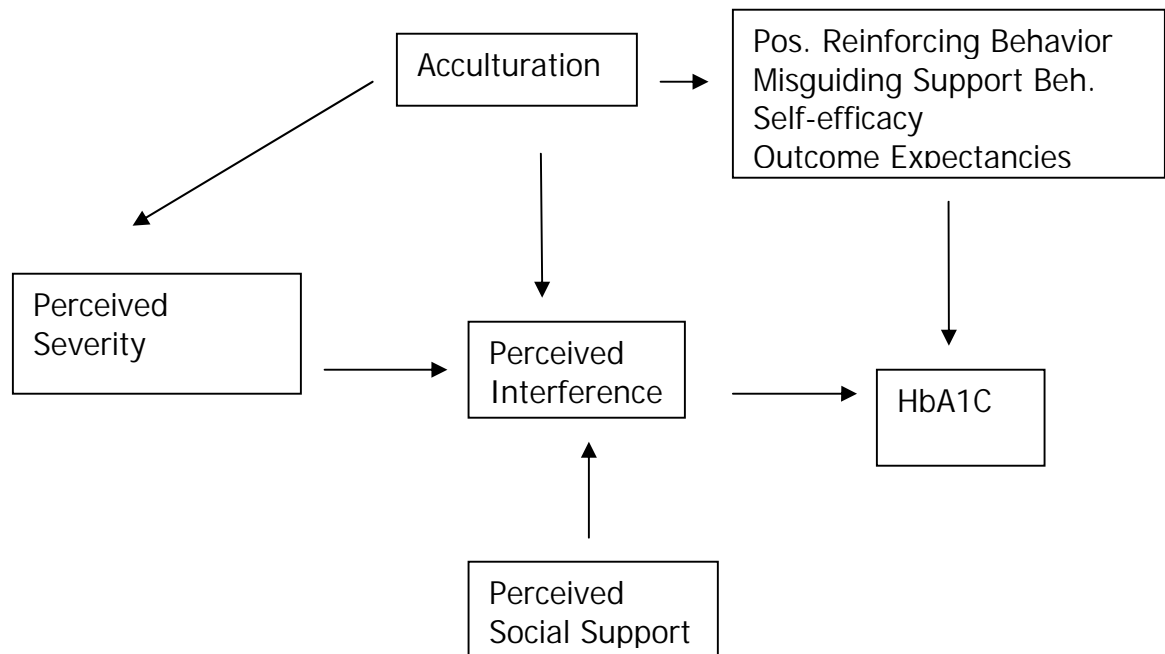 Acculturation
Pos. Reinforcing Behavior
Misguiding Support Beh.
Self-efficacy
Outcome Expectancies
Perceived
Severity
Perceived
Interference
HbA1C
Perceived
Social Support